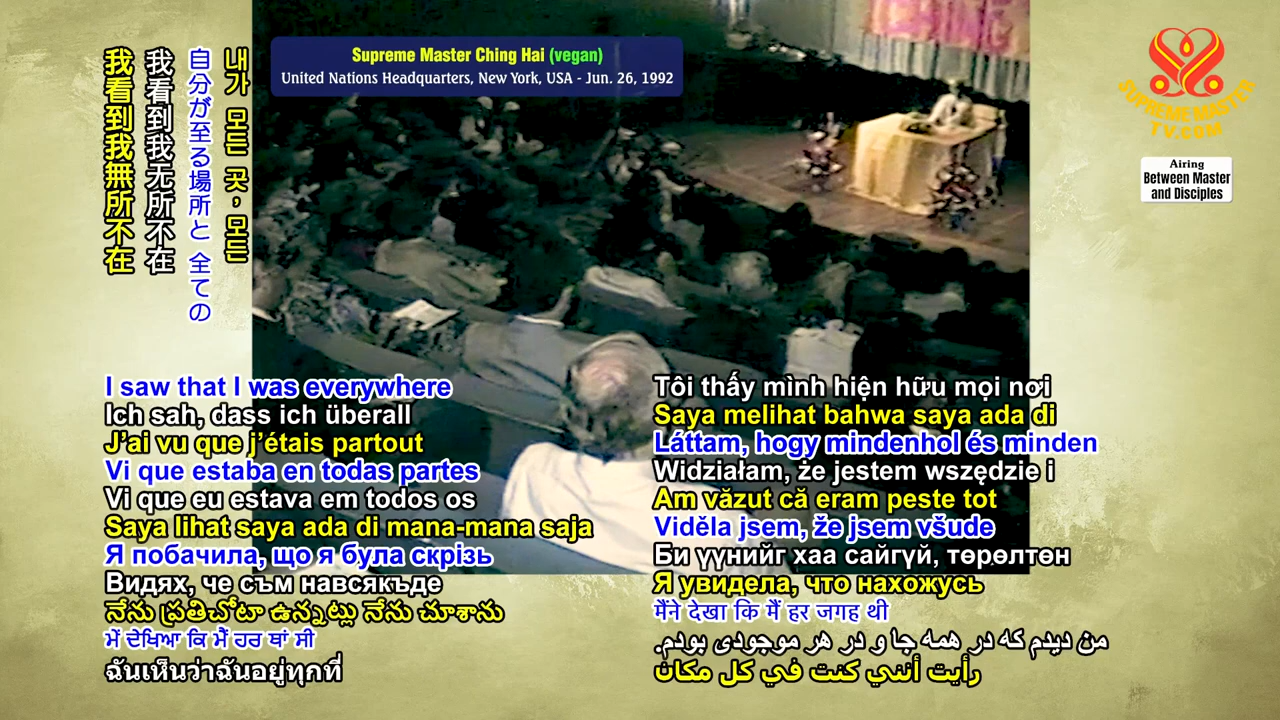 Supreme Master Ching Hai (vegan)
United Nations Headquarters, New York, USA - Jun. 26, 1992
SUPREME MASTER
TV.COM
Airing
Between Master
and Disciples
我看到我無所不在
我看到我无所不在
自分が至る場所と 全ての
내가 모든 곳, 모든
I saw that I was everywhere
Ich sah, dass ich überall
J’ai vu que j’étais partout
Vi que estaba en todas partes
Vi que eu estava em todos os
Saya lihat saya ada di mana-mana saja
Я побачила, що я була скрізь
Видях, че съм навсякъде
నేను ప్రతిచోటా ఉన్నట్లు నేను చూశాను
ਮੈਂ ਦੇਖਿਆ ਕਿ ਮੈਂ ਹਰ ਥਾਂ ਸੀ
ฉันเห็นว่าฉันอยู่ทุกที่
Tôi thấy mình hiện hữu mọi nơi
Saya melihat bahwa saya ada di
Láttam, hogy mindenhol és minden
Widziałam, że jestem wszędzie i
Am văzut că eram peste tot
Viděla jsem, že jsem všude
Би үүнийг хаа сайгүй, төрөлтөн
Я увидела, что нахожусь
मैंने देखा कि मैं हर जगह थी
من دیدم که در همه جا و در هر موجودی بودم.
رأيت أنني كنت في كل مكان